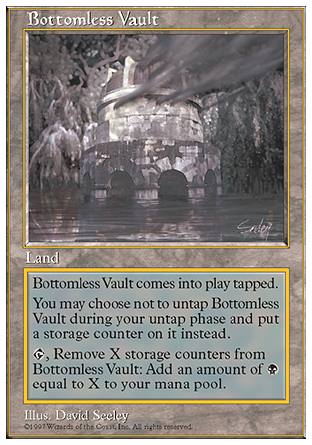 Bottomless Vault
Seeley
Land
Bottomless Vault comes into play tapped.
You may choose not to untap Bottomless
Vault during your untap phase and put
a storage counter on it instead.
, Remove X storage counters from
Bottomless Vault: Add an amount of
equal to X to your mana pool.
Illus. David Seeley
©1997 Wizards of the Coast, Inc. All rights reserved.